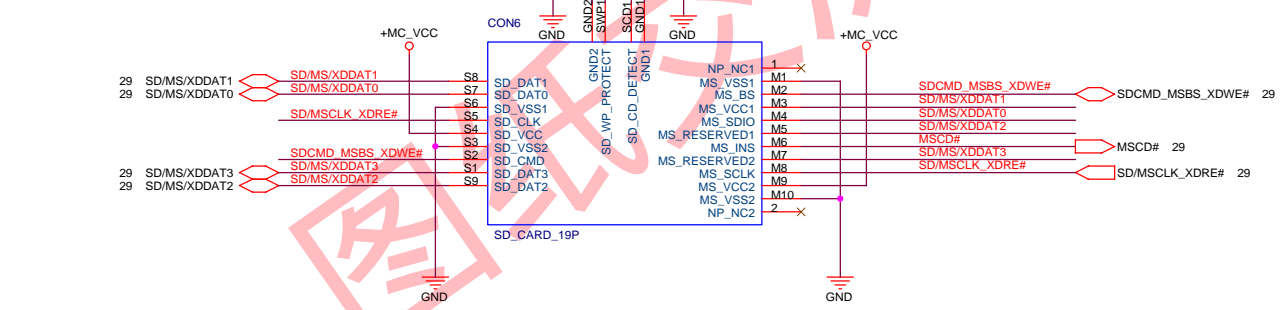 GND2
SWP1
SCD1
GND1
CON6
GND
GND
+MC_VCC
+MC_VCC
GND2
SD_WP_PROTECT
SD_CD_DETECT
GND1
29 SD/MS/XDDAT1 SD/MS/XDDAT1 S8 SD_DAT1
29 SD/MS/XDDAT0 SD/MS/XDDAT0 S7 SD_DAT0
S6 SD_VSS1
SD/MSCLK_XDRE# S5 SD_CLK
S4 SD_VCC
S3 SD_VSS2
SDCMD_MSBS_XDWE# S2 SD_CMD
29 SD/MS/XDDAT3 SD/MS/XDDAT3 S1 SD_DAT3
29 SD/MS/XDDAT2 SD/MS/XDDAT2 S9 SD_DAT2
NP_NC1 1
MS_VSS1 M1
MS_BS M2 SDCMD_MSBS_XDWE# SDCMD_MSBS_XDWE# 29
MS_VCC1 M3 SD/MS/XDDAT1
MS_SDIO M4 SD/MS/XDDAT0
MS_RESERVED1 M5 SD/MS/XDDAT2
MS_INS M6 MSCD# MSCD# 29
MS_RESERVED2 M7 SD/MS/XDDAT3
MS_SCLK M8 SD/MSCLK_XDRE# SD/MSCLK_XDRE# 29
MS_VCC2 M9
MS_VSS2 M10
NP_NC2 2
SD_CARD_19P
GND
GND
图纸